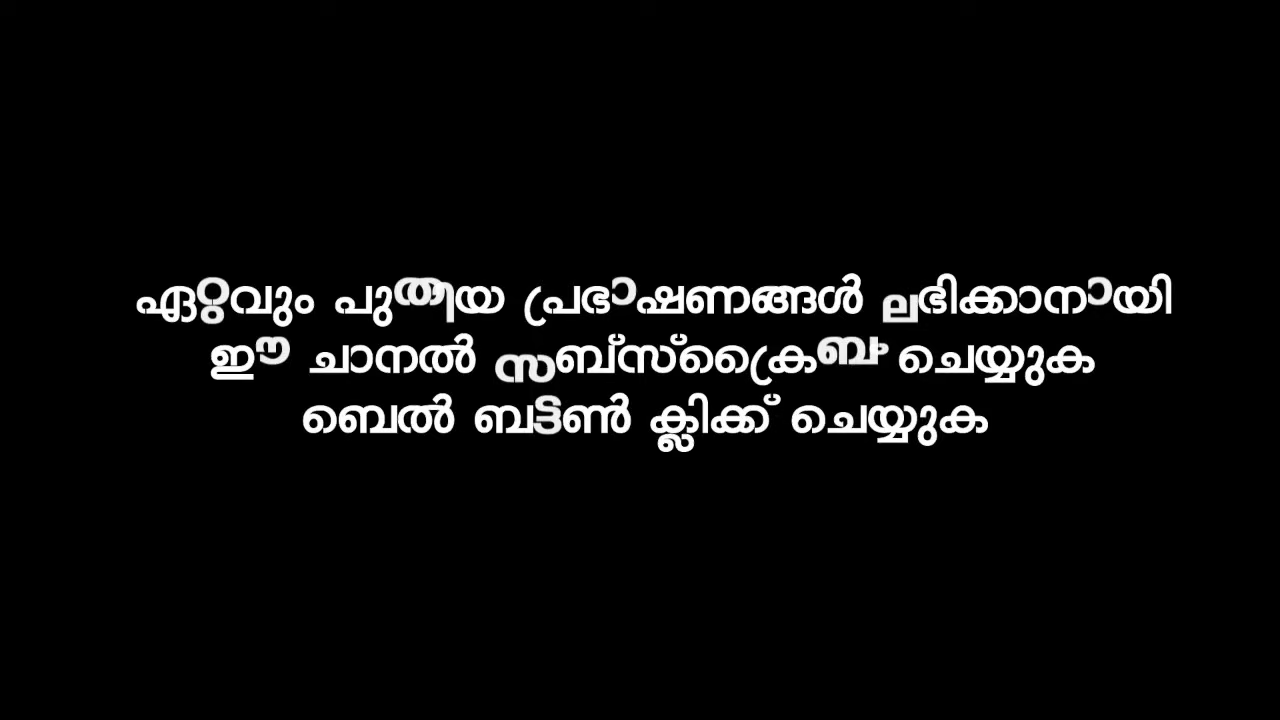 ഏറ്റവും പുതിയ പ്രഭാഷണങ്ങൾ ലഭിക്കാനായി
ഈ ചാനൽ സബ്സ്ക്രൈബ് ചെയ്യുക
ബെൽ ബട്ടൺ ക്ലിക്ക് ചെയ്യുക